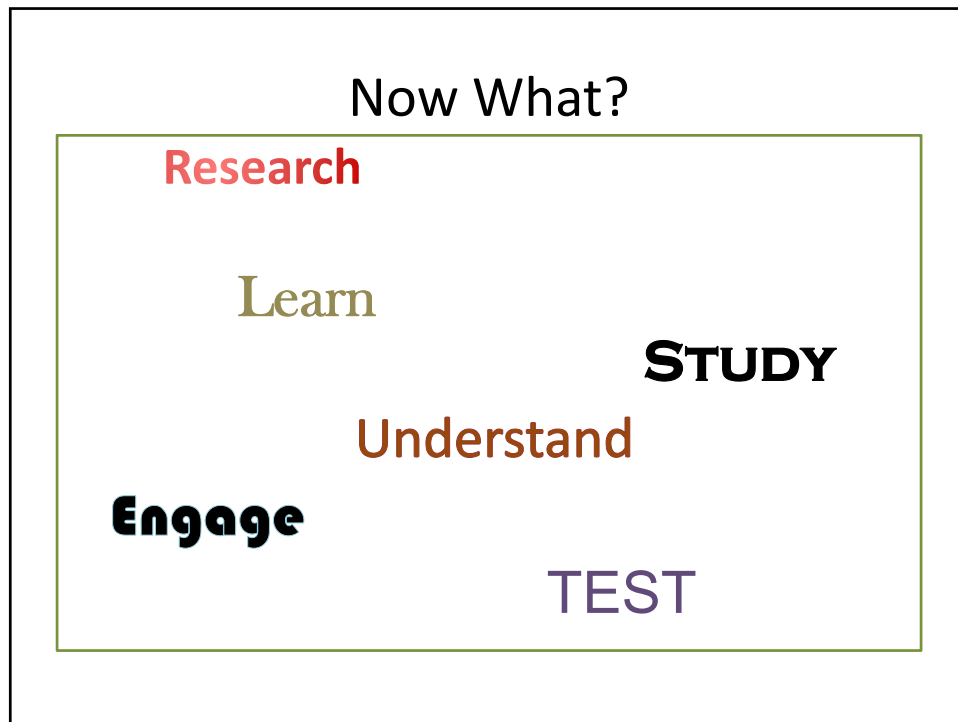 Now What?
Research
Learn
STUDY
Understand
Engage
TEST